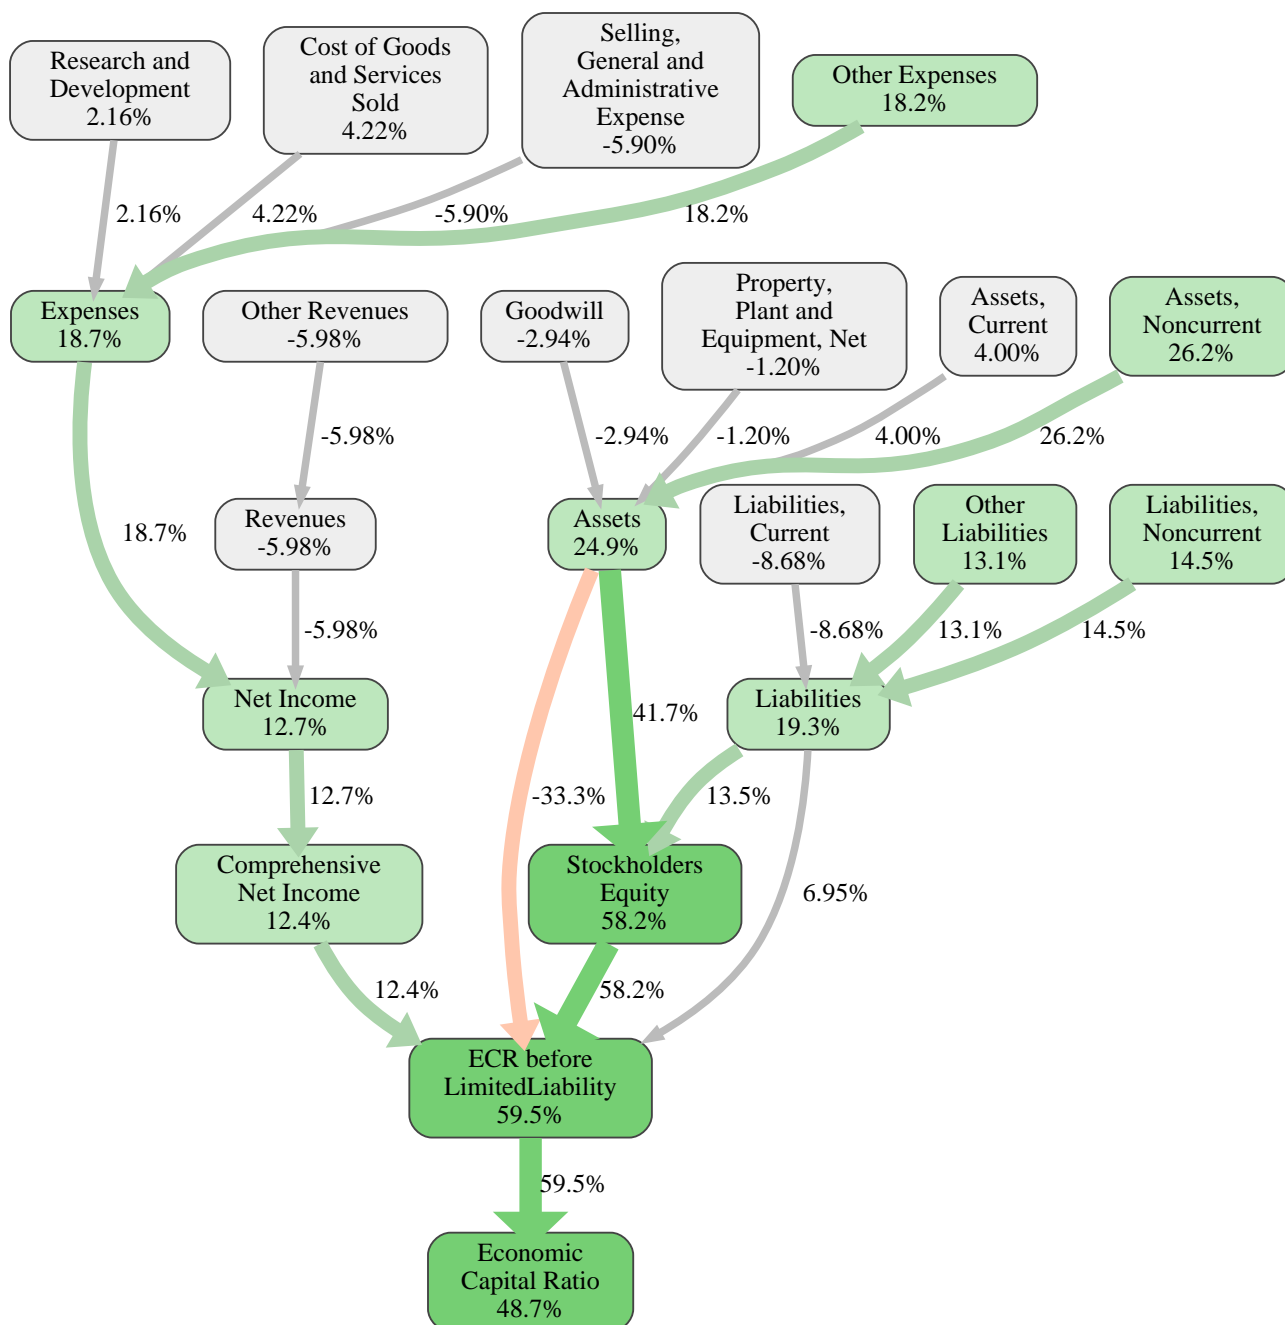 Research and
Development
2.16%
Cost of Goods
and Services
Sold
4.22%
Selling,
General and
Administrative
Expense
-5.90%
Other Expenses
18.2%
2.16%
4.22%
-5.90%
18.2%
Expenses
18.7%
Other Revenues
-5.98%
Goodwill
-2.94%
Property,
Plant and
Equipment, Net
-1.20%
Assets,
Current
4.00%
Assets,
Noncurrent
26.2%
-5.98%
-2.94%
-1.20%
4.00%
26.2%
18.7%
Revenues
-5.98%
Assets
24.9%
Liabilities,
Current
-8.68%
Other
Liabilities
13.1%
Liabilities,
Noncurrent
14.5%
-5.98%
-8.68%
13.1%
14.5%
Net Income
12.7%
41.7%
Liabilities
19.3%
12.7%
-33.3%
13.5%
Comprehensive
Net Income
12.4%
Stockholders
Equity
58.2%
6.95%
12.4%
58.2%
ECR before
LimitedLiability
59.5%
59.5%
Economic
Capital Ratio
48.7%